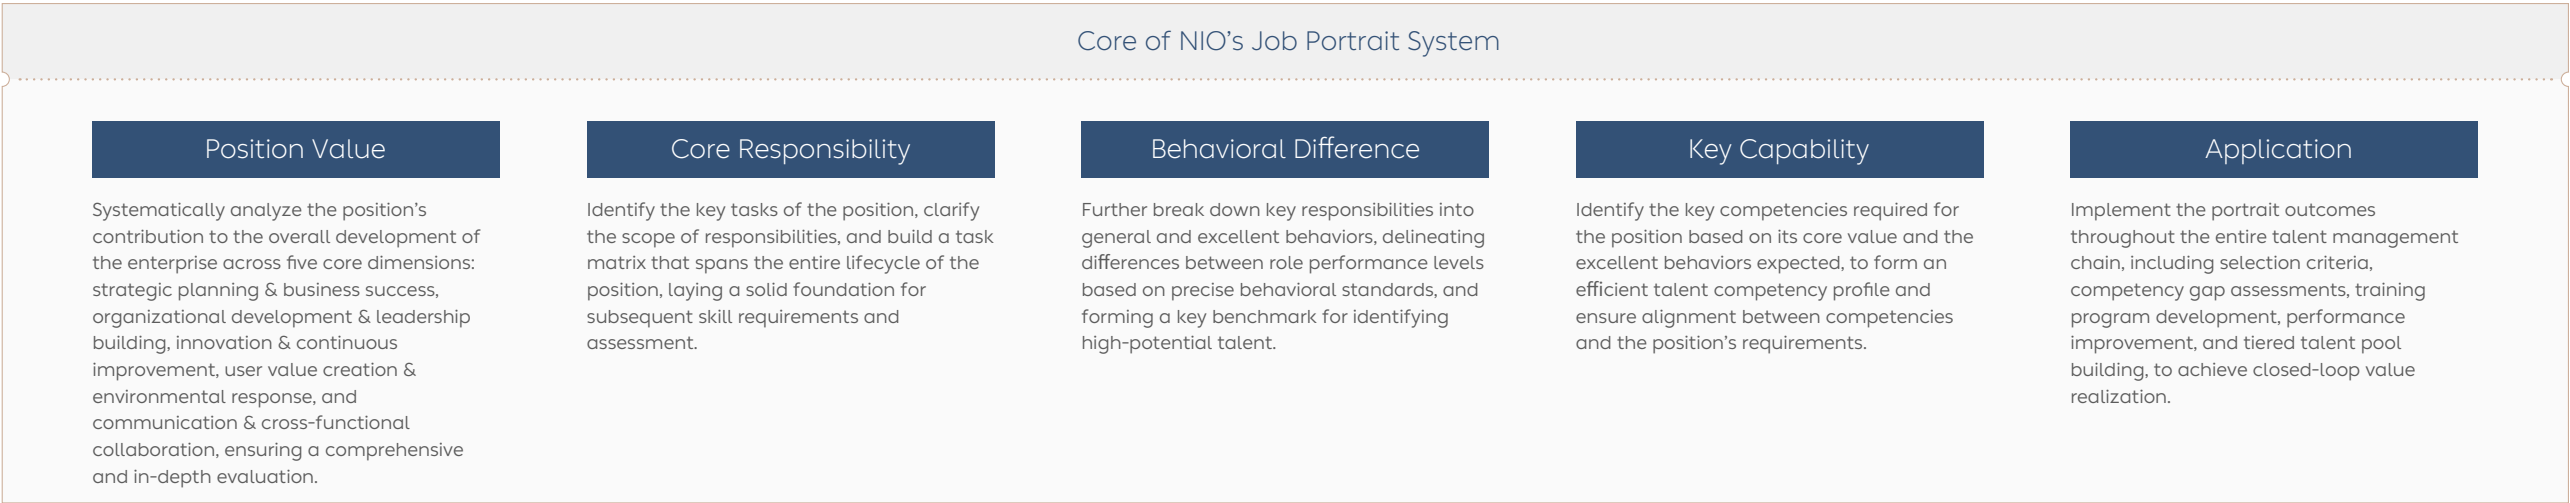 Core of NIO’s Job Portrait System
Position Value
Systematically analyze the position’s
contribution to the overall development of
the enterprise across five core dimensions:
strategic planning & business success,
organizational development & leadership
building, innovation & continuous
improvement, user value creation &
environmental response, and
communication & cross-functional
collaboration, ensuring a comprehensive
and in-depth evaluation.
Core Responsibility
Identify the key tasks of the position, clarify
the scope of responsibilities, and build a task
matrix that spans the entire lifecycle of the
position, laying a solid foundation for
subsequent skill requirements and
assessment.
Behavioral Difference
Further break down key responsibilities into
general and excellent behaviors, delineating
differences between role performance levels
based on precise behavioral standards, and
forming a key benchmark for identifying
high-potential talent.
Key Capability
Identify the key competencies required for
the position based on its core value and the
excellent behaviors expected, to form an
efficient talent competency profile and
ensure alignment between competencies
and the position’s requirements.
Application
Implement the portrait outcomes
throughout the entire talent management
chain, including selection criteria,
competency gap assessments, training
program development, performance
improvement, and tiered talent pool
building, to achieve closed-loop value
realization.